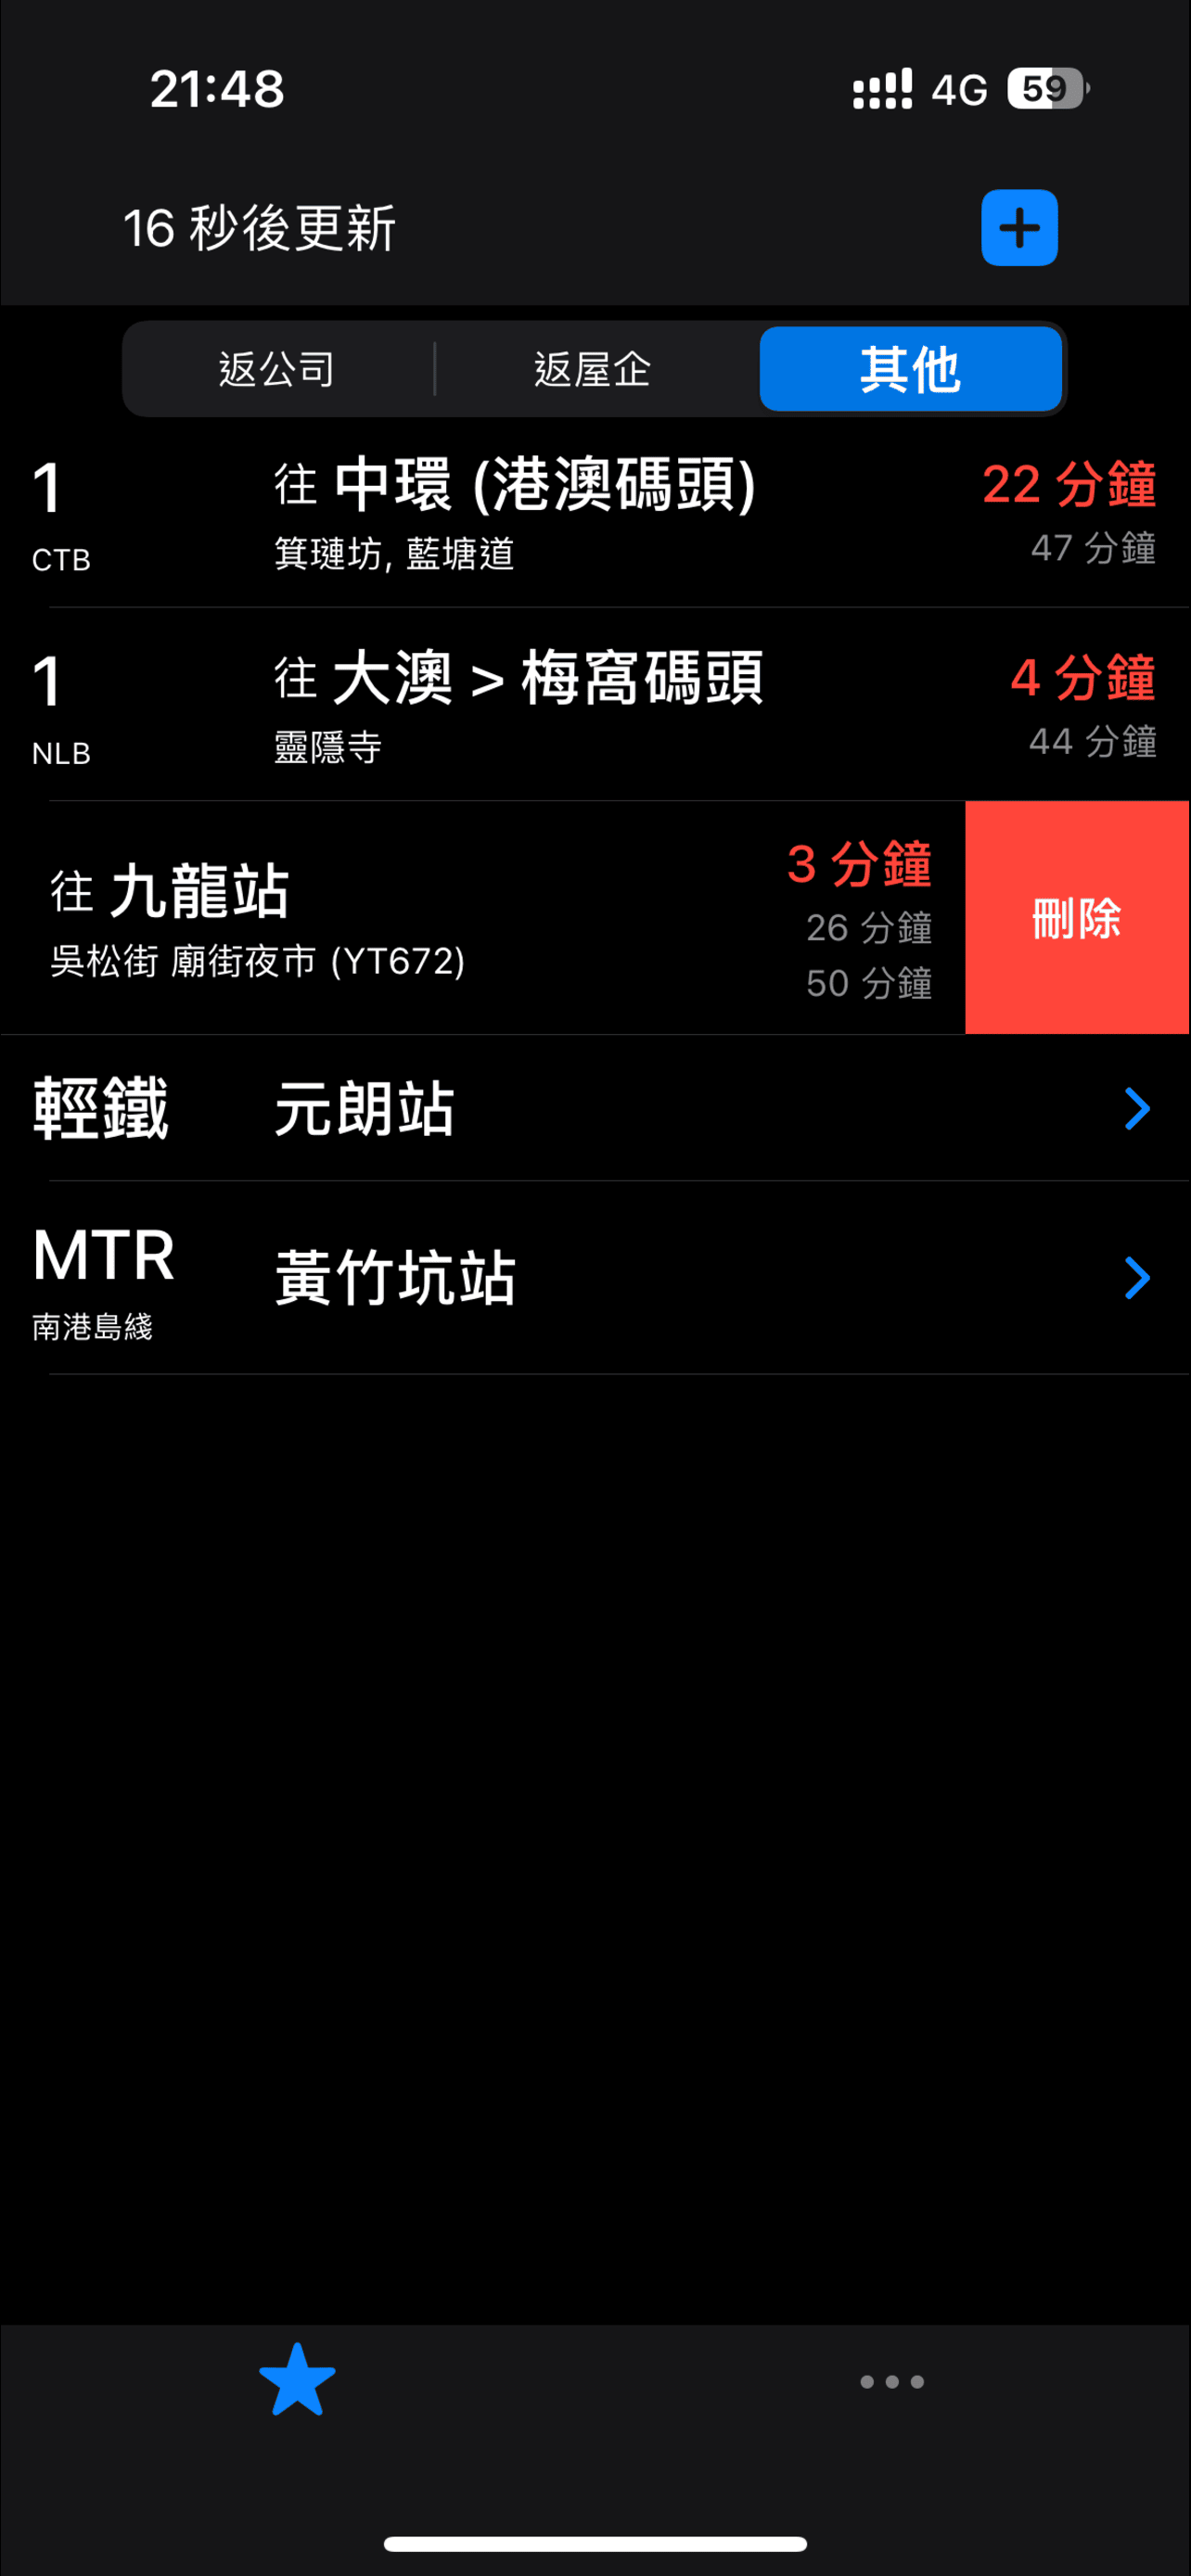 21:48
4G 59
16 秒後更新
返公司 返屋企 其他
1 往 中環 (港澳碼頭) 22 分鐘
CTB 箕璉坊, 藍塘道 47 分鐘
1 往 大澳 > 梅窩碼頭 4 分鐘
NLB 靈隱寺 44 分鐘
往 九龍站 3 分鐘
吳松街 廟街夜市 (YT672) 26 分鐘
50 分鐘
刪除
輕鐵 元朗站
MTR 黃竹坑站
南港島綫